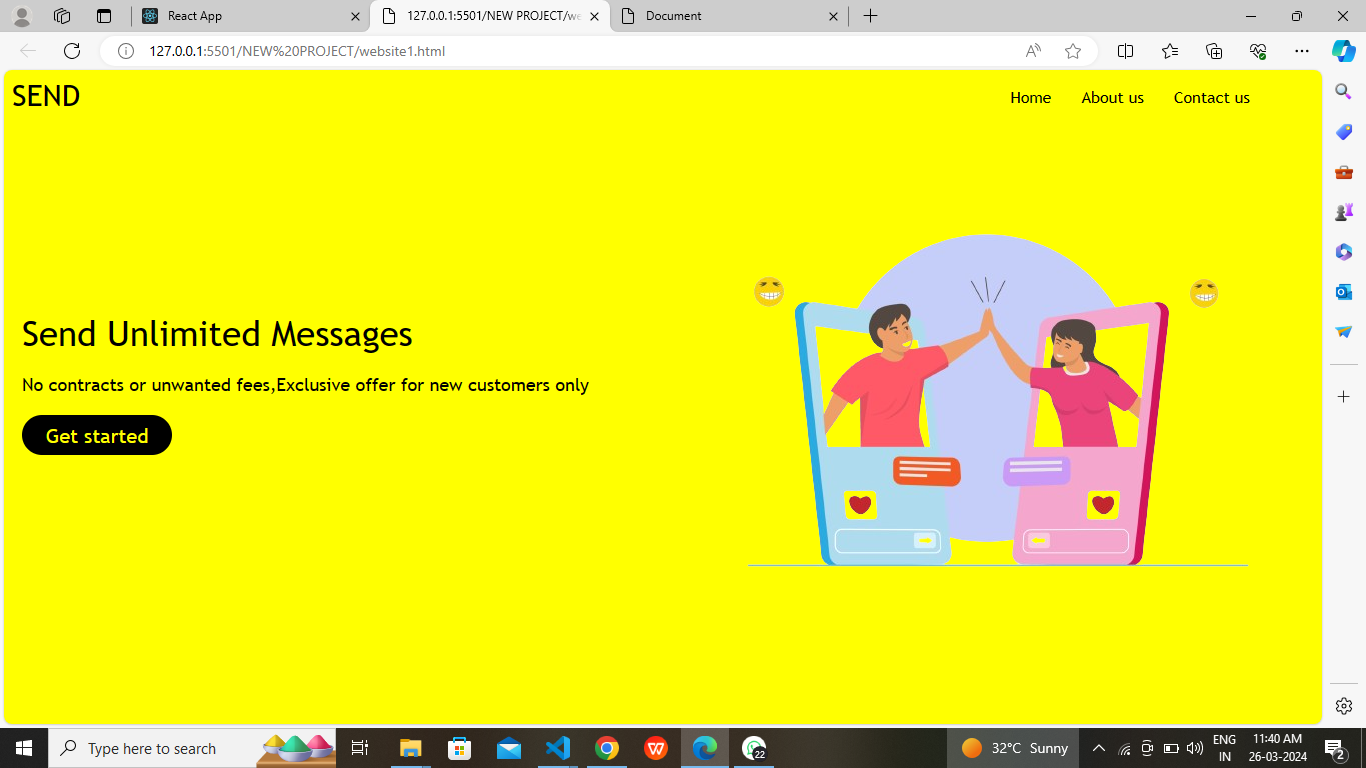 React App
127.0.0.1:5501/NEW PROJECT/we
Document
127.0.0.1:5501/NEW%20PROJECT/website1.html
SEND
Home About us Contact us
Send Unlimited Messages
No contracts or unwanted fees,Exclusive offer for new customers only
Get started
Type here to search
22
32°C Sunny
ENG
IN
11:40 AM
26-03-2024
2